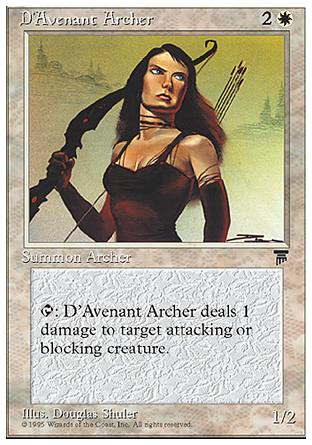 D'Avenant Archer 2
Summon Archer
: D'Avenant Archer deals 1
damage to target attacking or
blocking creature.
Illus. Douglas Shuler
© 1995 Wizards of the Coast, Inc. All rights reserved.
1/2